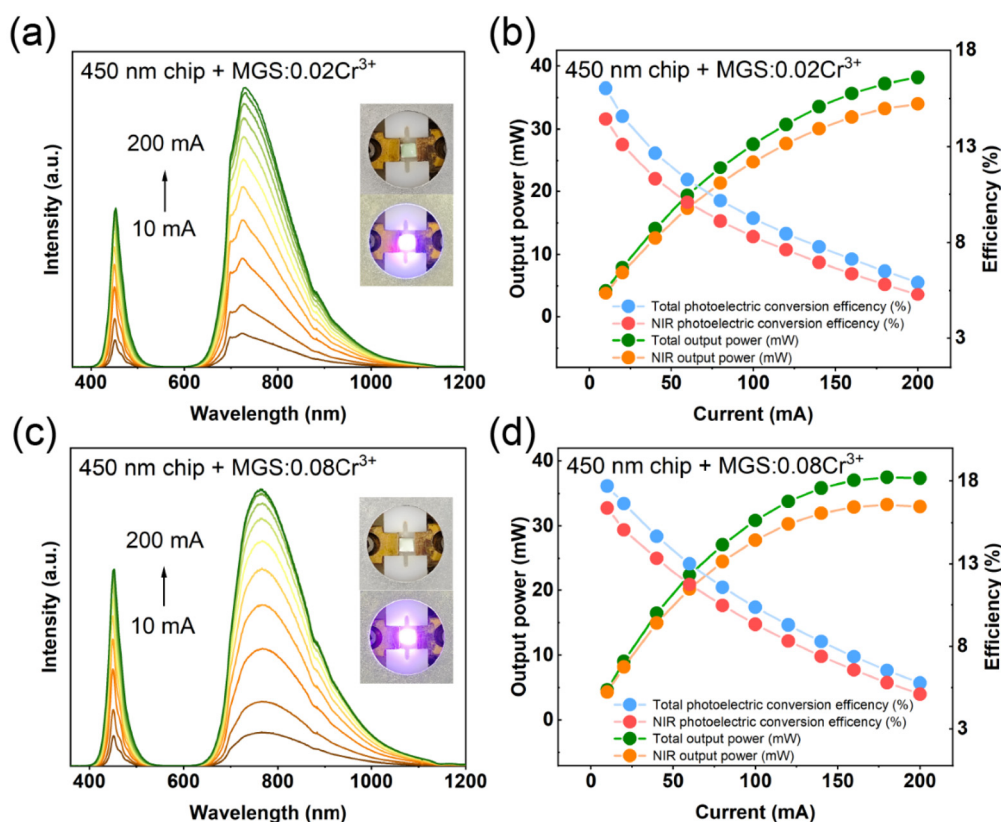 (a)
450 nm chip + MGS:0.02Cr³⁺
200 mA
10 mA
Intensity (a.u.)
400 600 800 1000 1200
Wavelength (nm)
(b)
450 nm chip + MGS:0.02Cr³⁺
40
30
20
10
0
Output power (mW)
18
13
8
3
Efficiency (%)
Total photoelectric conversion efficency (%)
NIR photoelectric conversion efficency (%)
Total output power (mW)
NIR output power (mW)
0 50 100 150 200
Current (mA)
(c)
450 nm chip + MGS:0.08Cr³⁺
200 mA
10 mA
Intensity (a.u.)
400 600 800 1000 1200
Wavelength (nm)
(d)
450 nm chip + MGS:0.08Cr³⁺
40
30
20
10
0
Output power (mW)
18
13
8
3
Efficiency (%)
Total photoelectric conversion efficency (%)
NIR photoelectric conversion efficency (%)
Total output power (mW)
NIR output power (mW)
0 50 100 150 200
Current (mA)